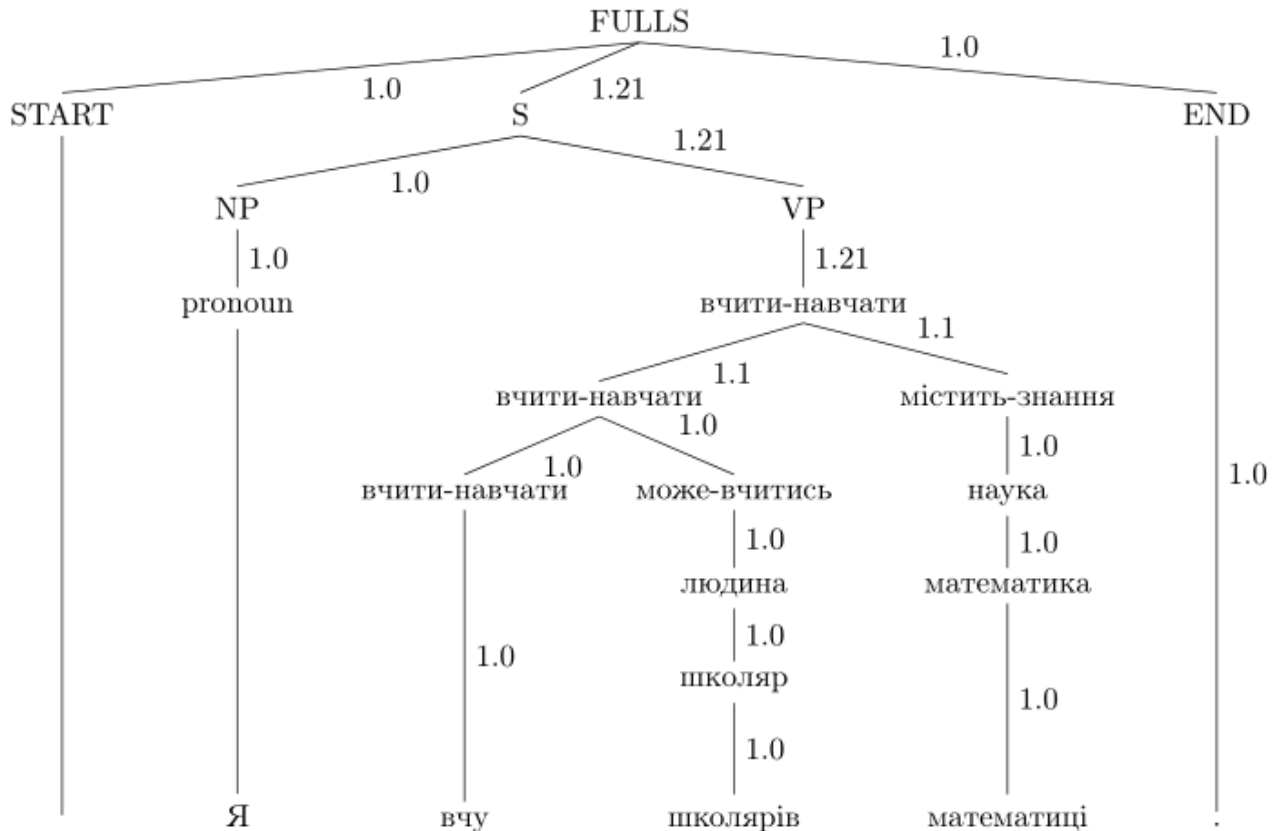 FULLS
1.0 1.21 1.0
START S END
1.0 1.21
NP VP
1.0 1.21
pronoun вчити-навчати
1.1 1.1
вчити-навчати містить-знання
1.0 1.0 1.0
вчити-навчати може-вчитись наука
1.0
1.0 1.0
людина математика
1.0 1.0
школяр
1.0 1.0
Я вчу школярів математиці .